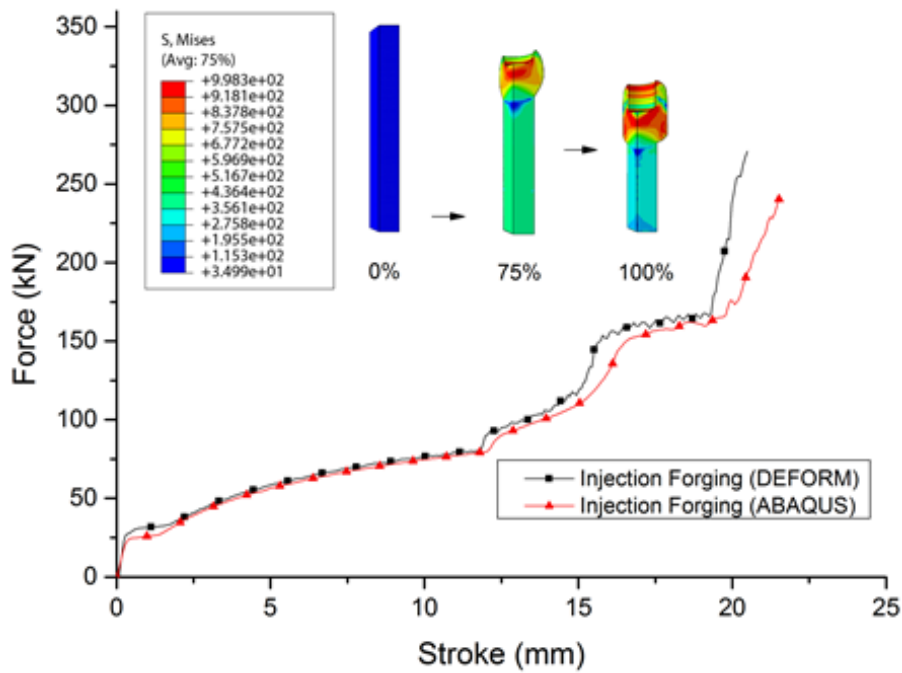 350
300
250
200
150
100
50
0
Force (kN)
S, Mises
(Avg: 75%)
+9.983e+02
+9.181e+02
+8.378e+02
+7.575e+02
+6.772e+02
+5.969e+02
+5.167e+02
+4.364e+02
+3.561e+02
+2.758e+02
+1.955e+02
+1.153e+02
+3.499e+01
0% 75% 100%
Injection Forging (DEFORM)
Injection Forging (ABAQUS)
0 5 10 15 20 25
Stroke (mm)